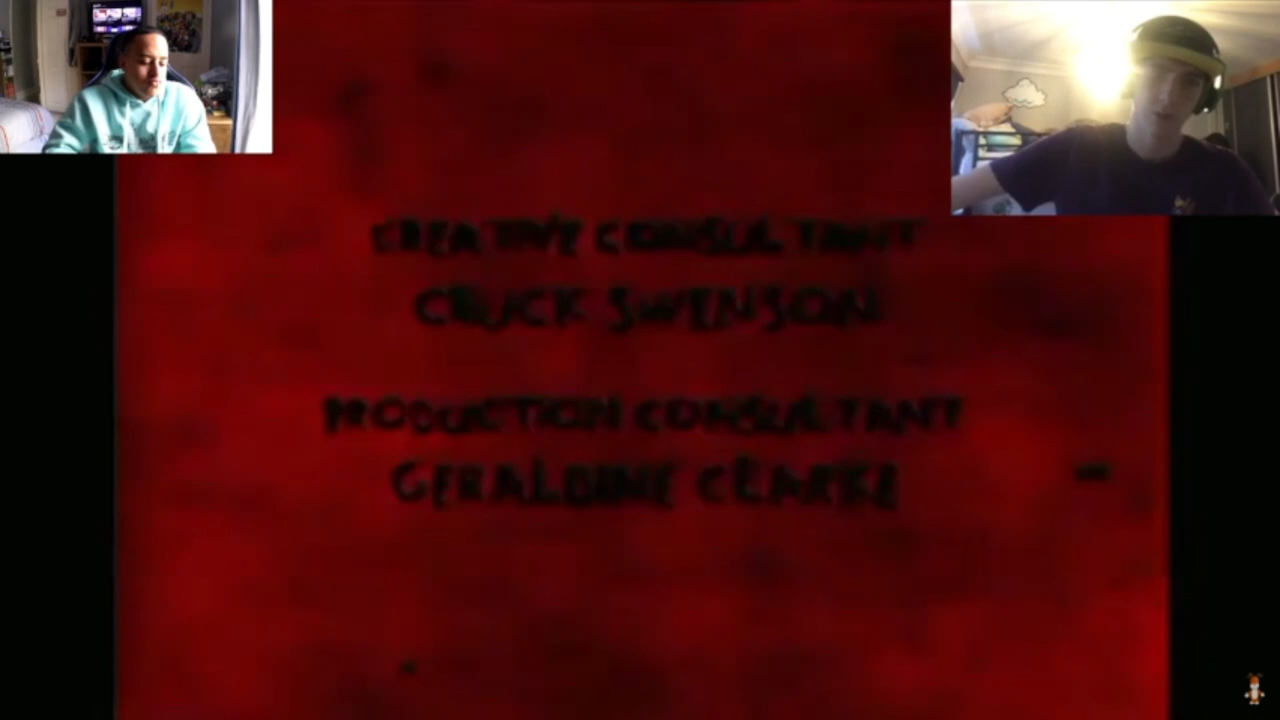 CREATIVE CONSULTANT
CHUCK SWENSON
PRODUCTION CONSULTANT
GERALDINE CLARKE